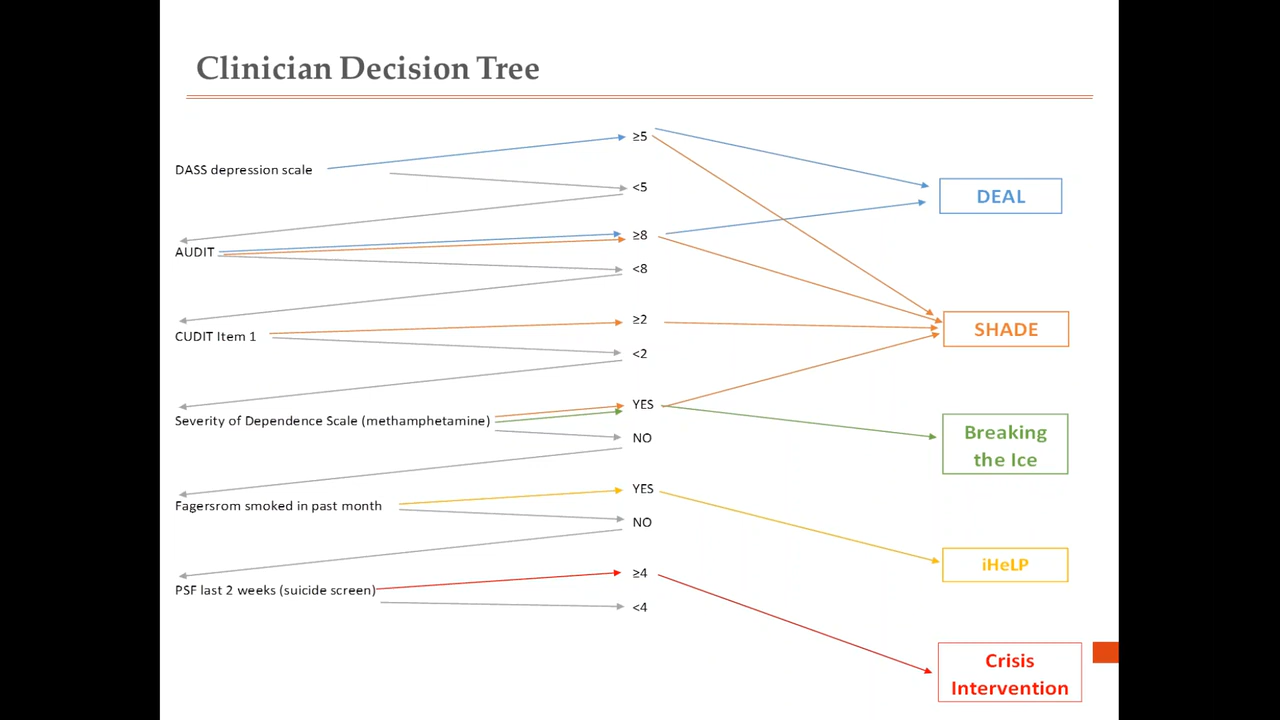 Clinician Decision Tree
≥5
DASS depression scale
<5
DEAL
≥8
AUDIT
<8
≥2
SHADE
CUDIT Item 1
<2
YES
Severity of Dependence Scale (methamphetamine)
NO
Breaking
the Ice
YES
Fagersrom smoked in past month
NO
iHeLP
≥4
PSF last 2 weeks (suicide screen)
<4
Crisis
Intervention